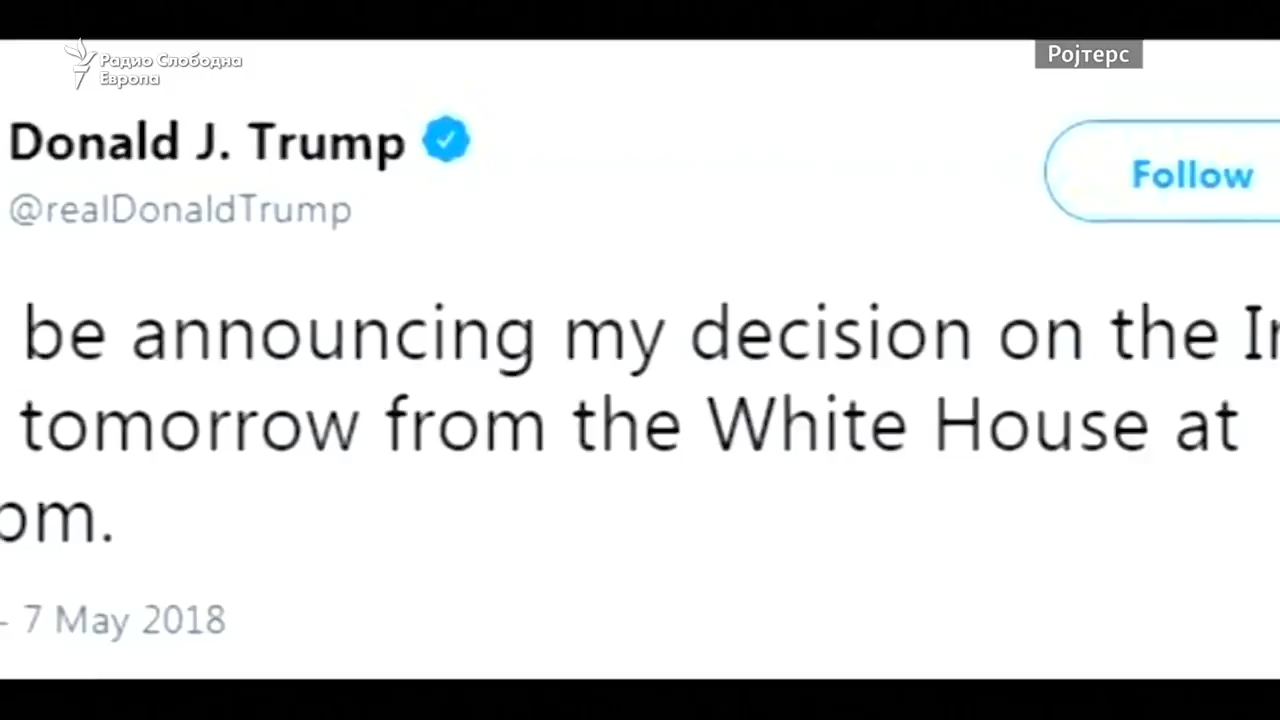 Радио Слободна
Европа
Ројтерс
Donald J. Trump
@realDonaldTrump
Follow
be announcing my decision on the
tomorrow from the White House at
pm.
- 7 May 2018